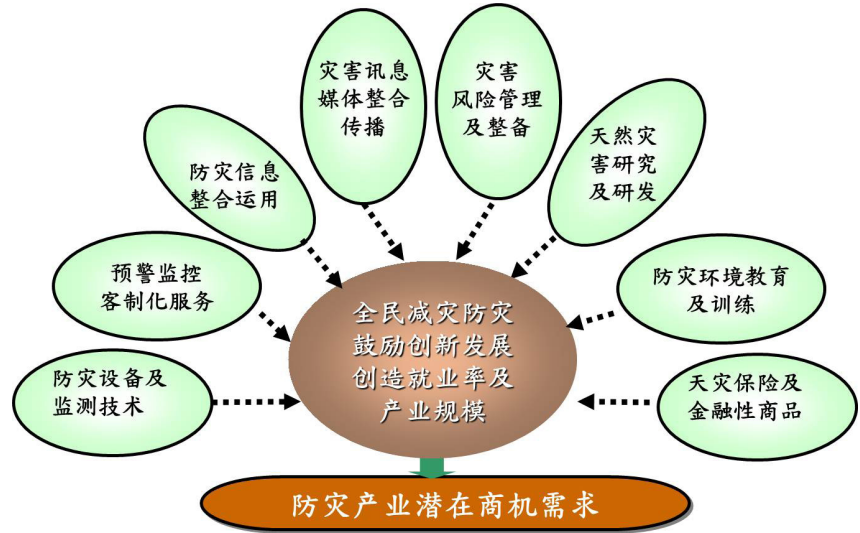 灾害讯息
媒体整合
传播
灾害
风险管理
及整备
防灾信息
整合运用
天然灾
害研究
及研发
预警监控
客制化服务
防灾环境教育
及训练
防灾设备及
监测技术
天灾保险及
金融性商品
全民减灾防灾
鼓励创新发展
创造就业率及
产业规模
防灾产业潜在商机需求